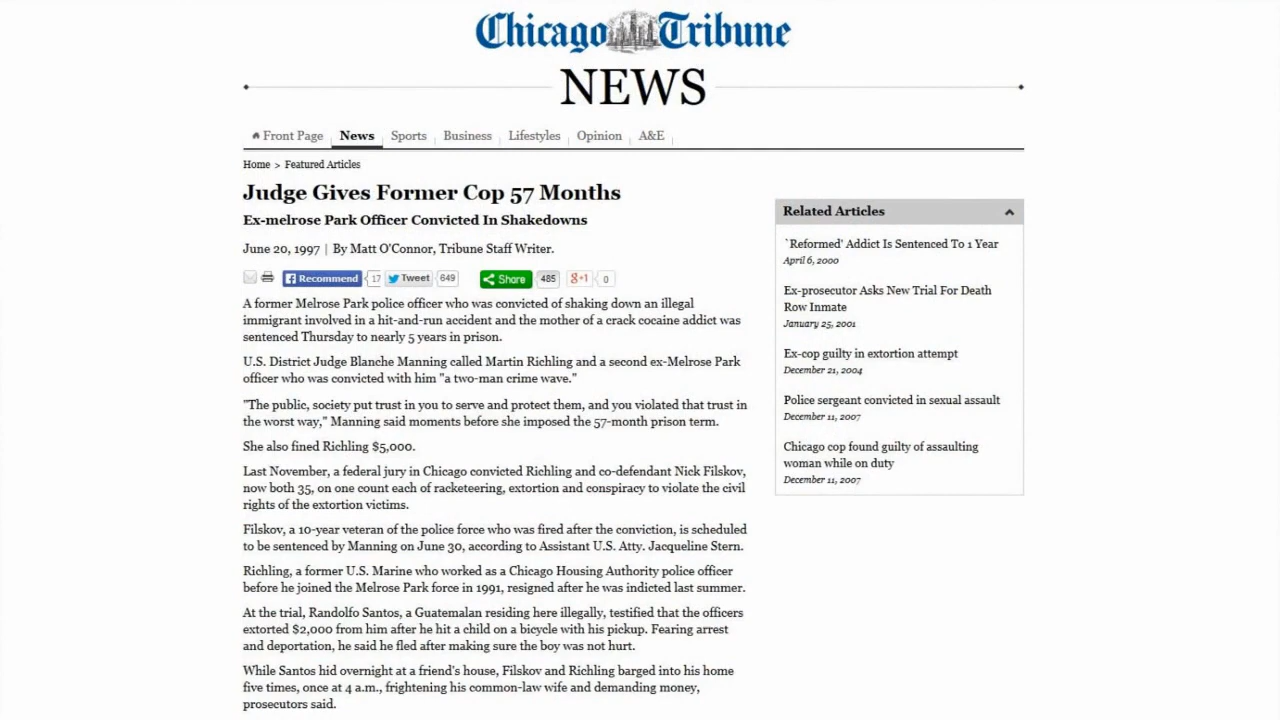 Chicago Tribune
NEWS
Front Page News Sports Business Lifestyles Opinion A&E
Home > Featured Articles
Judge Gives Former Cop 57 Months
Ex-melrose Park Officer Convicted In Shakedowns
June 20, 1997 | By Matt O'Connor, Tribune Staff Writer.
Recommend 17 Tweet 649 Share 485 g+1 0
A former Melrose Park police officer who was convicted of shaking down an illegal
immigrant involved in a hit-and-run accident and the mother of a crack cocaine addict was
sentenced Thursday to nearly 5 years in prison.
U.S. District Judge Blanche Manning called Martin Richling and a second ex-Melrose Park
officer who was convicted with him "a two-man crime wave."
"The public, society put trust in you to serve and protect them, and you violated that trust in
the worst way," Manning said moments before she imposed the 57-month prison term.
She also fined Richling $5,000.
Last November, a federal jury in Chicago convicted Richling and co-defendant Nick Filskov,
now both 35, on one count each of racketeering, extortion and conspiracy to violate the civil
rights of the extortion victims.
Filskov, a 10-year veteran of the police force who was fired after the conviction, is scheduled
to be sentenced by Manning on June 30, according to Assistant U.S. Atty. Jacqueline Stern.
Richling, a former U.S. Marine who worked as a Chicago Housing Authority police officer
before he joined the Melrose Park force in 1991, resigned after he was indicted last summer.
At the trial, Randolfo Santos, a Guatemalan residing here illegally, testified that the officers
extorted $2,000 from him after he hit a child on a bicycle with his pickup. Fearing arrest
and deportation, he said he fled after making sure the boy was not hurt.
While Santos hid overnight at a friend's house, Filskov and Richling barged into his home
five times, once at 4 a.m., frightening his common-law wife and demanding money,
prosecutors said.
Related Articles
`Reformed' Addict Is Sentenced To 1 Year
April 6, 2000
Ex-prosecutor Asks New Trial For Death
Row Inmate
January 25, 2001
Ex-cop guilty in extortion attempt
December 21, 2004
Police sergeant convicted in sexual assault
December 11, 2007
Chicago cop found guilty of assaulting
woman while on duty
December 11, 2007